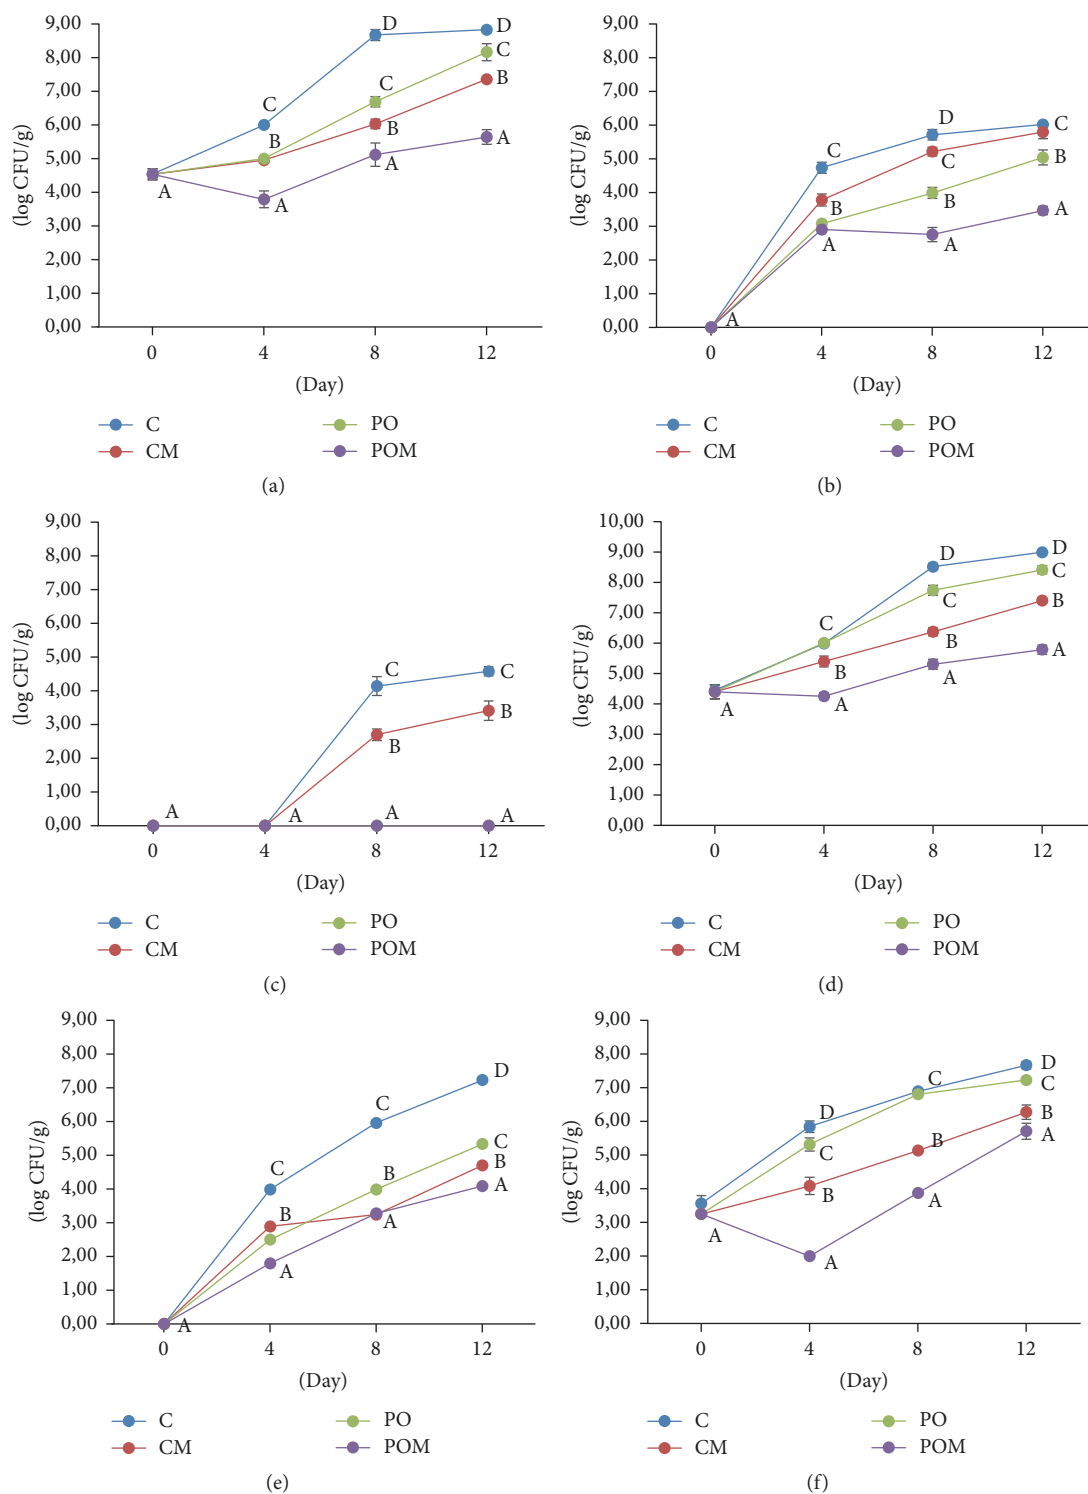 9,00
8,00
7,00
6,00
5,00
4,00
3,00
2,00
1,00
0,00
(log CFU/g)
A
C
B
A
D
C
B
A
D
C
B
A
0 4 8 12
(Day)
C PO
CM POM
(a)
9,00
8,00
7,00
6,00
5,00
4,00
3,00
2,00
1,00
0,00
(log CFU/g)
A
C
B
A
D
C
B
A
C
B
A
0 4 8 12
(Day)
C PO
CM POM
(b)
9,00
8,00
7,00
6,00
5,00
4,00
3,00
2,00
1,00
0,00
(log CFU/g)
A
A
C
B
A
C
B
A
0 4 8 12
(Day)
C PO
CM POM
(c)
10,00
9,00
8,00
7,00
6,00
5,00
4,00
3,00
2,00
1,00
0,00
(log CFU/g)
A
C
B
A
D
C
B
A
D
C
B
A
0 4 8 12
(Day)
C PO
CM POM
(d)
9,00
8,00
7,00
6,00
5,00
4,00
3,00
2,00
1,00
0,00
(log CFU/g)
A
C
B
A
C
B
A
D
C
B
A
0 4 8 12
(Day)
C PO
CM POM
(e)
9,00
8,00
7,00
6,00
5,00
4,00
3,00
2,00
1,00
0,00
(log CFU/g)
A
D
C
B
A
C
B
A
D
C
B
A
0 4 8 12
(Day)
C PO
CM POM
(f)